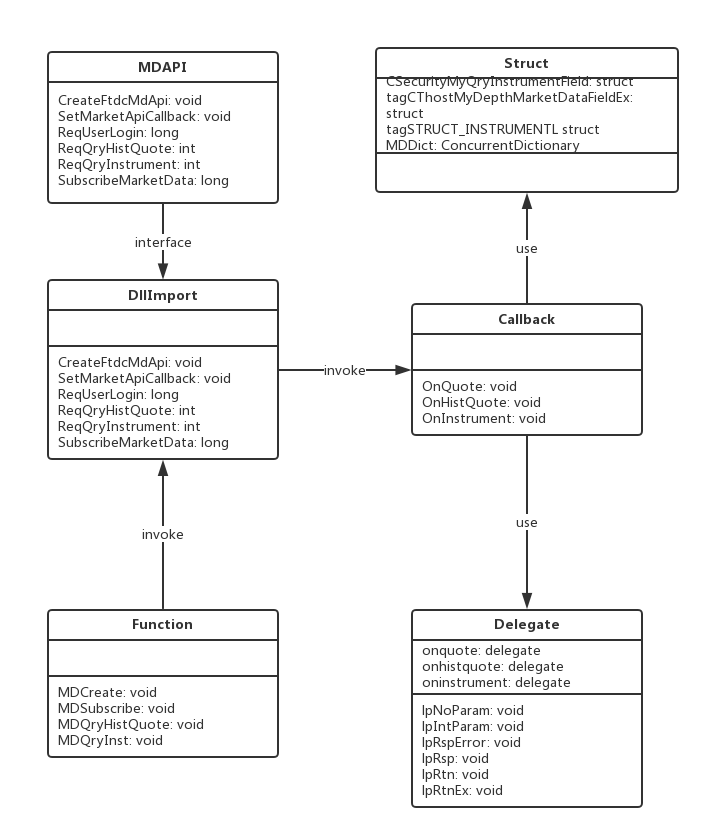 MDAPI
CreateFtdcMdApi: void
SetMarketApiCallback: void
ReqUserLogin: long
ReqQryHistQuote: int
ReqQryInstrument: int
SubscribeMarketData: long
Struct
CSecurityMyQryInstrumentField: struct
tagCThostMyDepthMarketDataFieldEx:
struct
tagSTRUCT_INSTRUMENTL struct
MDDict: ConcurrentDictionary
interface
use
DllImport
CreateFtdcMdApi: void
SetMarketApiCallback: void
ReqUserLogin: long
ReqQryHistQuote: int
ReqQryInstrument: int
SubscribeMarketData: long
invoke
Callback
OnQuote: void
OnHistQuote: void
OnInstrument: void
invoke
use
Function
MDCreate: void
MDSubscribe: void
MDQryHistQuote: void
MDQryInst: void
Delegate
onquote: delegate
onhistquote: delegate
oninstrument: delegate
lpNoParam: void
lpIntParam: void
lpRspError: void
lpRsp: void
lpRtn: void
lpRtnEx: void